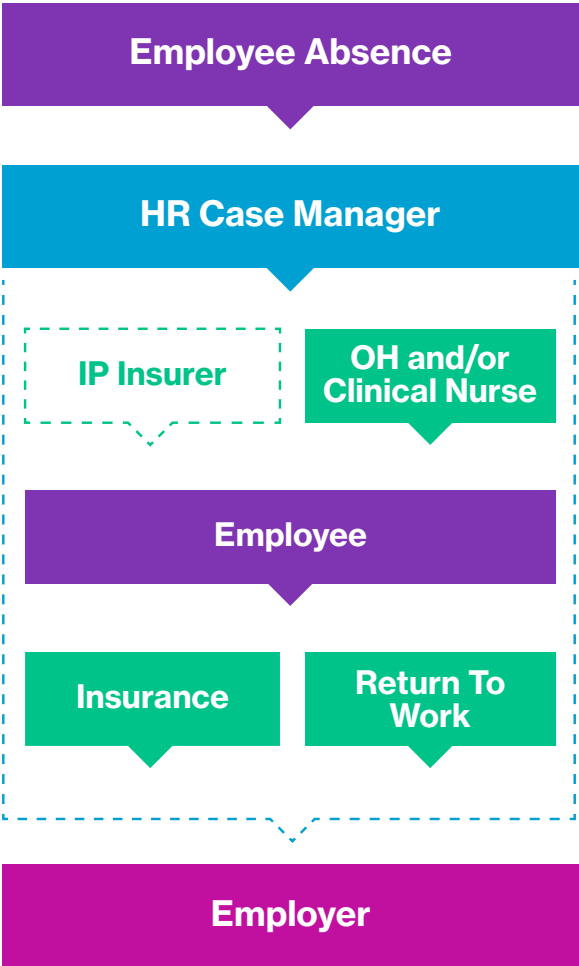 Employee Absence
HR Case Manager
IP Insurer
OH and/or
Clinical Nurse
Employee
Insurance
Return To
Work
Employer